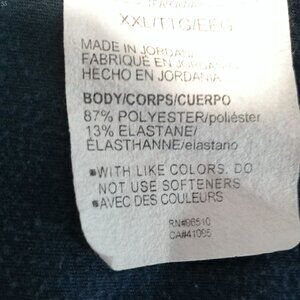 XXL/TTG/EEG
MADE IN JORDAN/
FABRIQUÉ EN JORDANIE/
HECHO EN JORDANIA
BODY/CORPS/CUERPO
87% POLYESTER/poliéster
13% ELASTANE/
ÉLASTHANNE/elastano
■WITH LIKE COLORS. DO
NOT USE SOFTENERS
■AVEC DES COULEURS
RN#96510
CA#41095